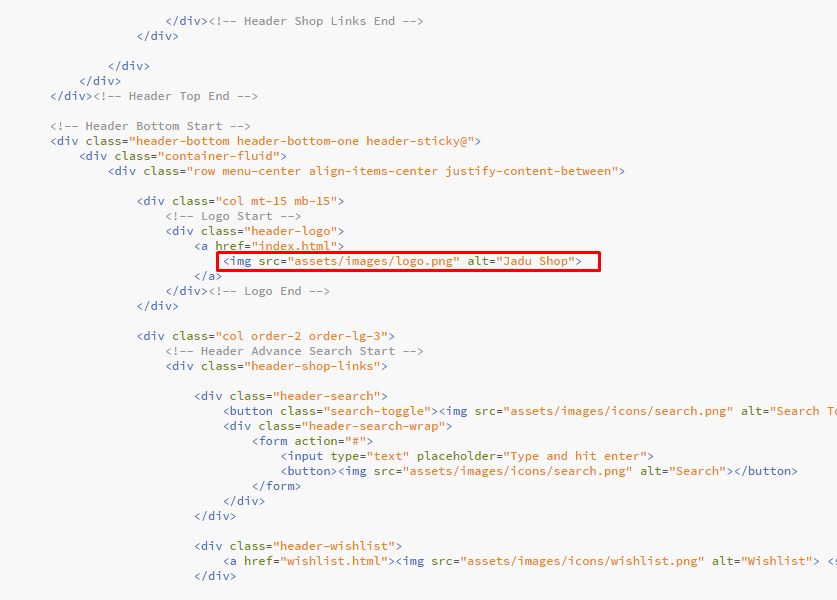 </div><!-- Header Shop Links End -->
</div>
</div>
</div>
</div><!-- Header Top End -->
<!-- Header Bottom Start -->
<div class="header-bottom header-bottom-one header-sticky@">
<div class="container-fluid">
<div class="row menu-center align-items-center justify-content-between">
<div class="col mt-15 mb-15">
<!-- Logo Start -->
<div class="header-logo">
<a href="index.html">
<img src="assets/images/logo.png" alt="Jadu Shop">
</a>
</div><!-- Logo End -->
</div>
<div class="col order-2 order-lg-3">
<!-- Header Advance Search Start -->
<div class="header-shop-links">
<div class="header-search">
<button class="search-toggle"><img src="assets/images/icons/search.png" alt="Search To
<div class="header-search-wrap">
<form action="#">
<input type="text" placeholder="Type and hit enter">
<button><img src="assets/images/icons/search.png" alt="Search"></button>
</form>
</div>
</div>
<div class="header-wishlist">
<a href="wishlist.html"><img src="assets/images/icons/wishlist.png" alt="Wishlist"> <s
</div>